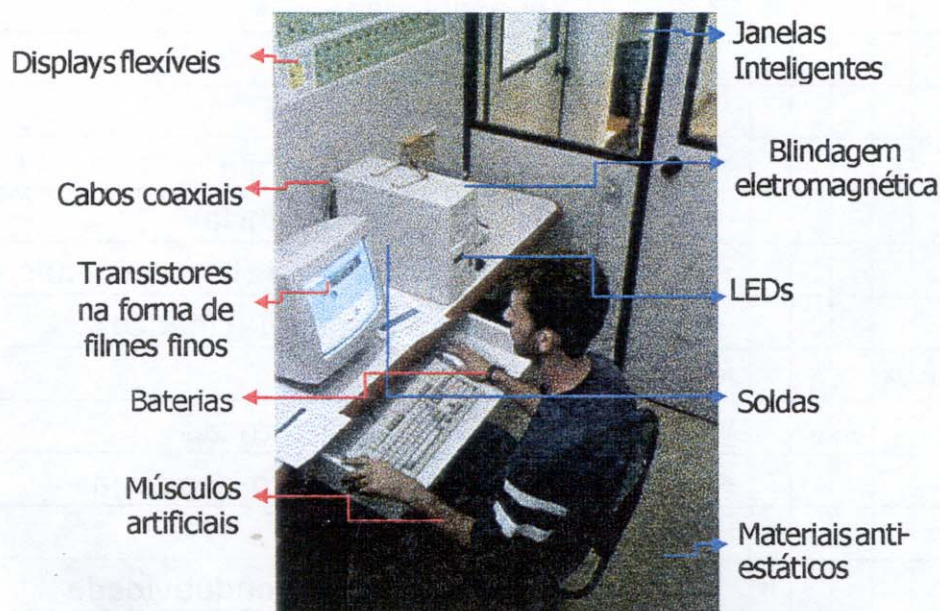 Displays flexíveis
Cabos coaxiais
Transistores
na forma de
filmes finos
Baterias
Músculos
artificiais
Janelas
Inteligentes
Blindagem
eletromagnética
LEDs
Soldas
Materiais anti-
estáticos